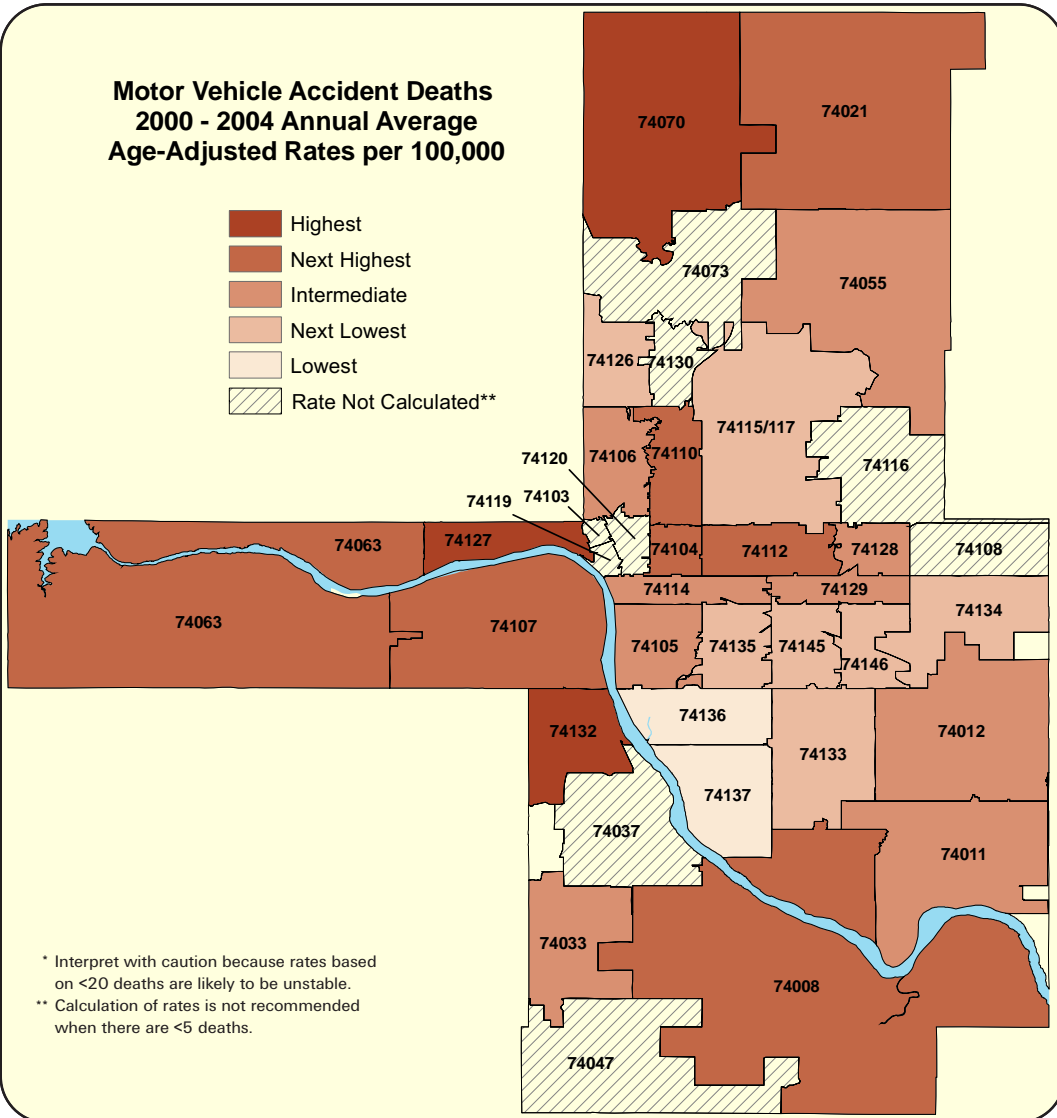 Motor Vehicle Accident Deaths
2000 - 2004 Annual Average
Age-Adjusted Rates per 100,000
Highest
Next Highest
Intermediate
Next Lowest
Lowest
Rate Not Calculated**
74070
74021
74073
74055
74126
74130
74115/117
74106
74110
74116
74120
74119
74103
74063
74127
74104
74112
74128
74108
74114
74129
74063
74107
74105
74135
74145
74146
74134
74132
74136
74133
74012
74137
74037
74011
74033
74008
74047
* Interpret with caution because rates based
on <20 deaths are likely to be unstable.
** Calculation of rates is not recommended
when there are <5 deaths.